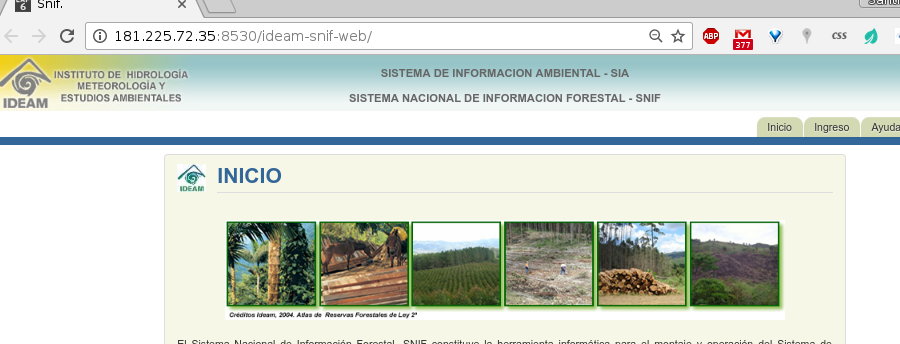 Snif.
181.225.72.35:8530/ideam-snif-web/
ABP
377
css
IDEAM
INSTITUTO DE HIDROLOGÍA
METEOROLOGÍA Y
ESTUDIOS AMBIENTALES
SISTEMA DE INFORMACION AMBIENTAL - SIA
SISTEMA NACIONAL DE INFORMACION FORESTAL - SNIF
Inicio Ingreso Ayuda
IDEAM
INICIO
Créditos Ideam, 2004. Atlas de Reservas Forestales de Ley 2ª
El Sistema Nacional de Información Forestal, SNIF constituye la herramienta informática para el montaje y operación del Sistema de